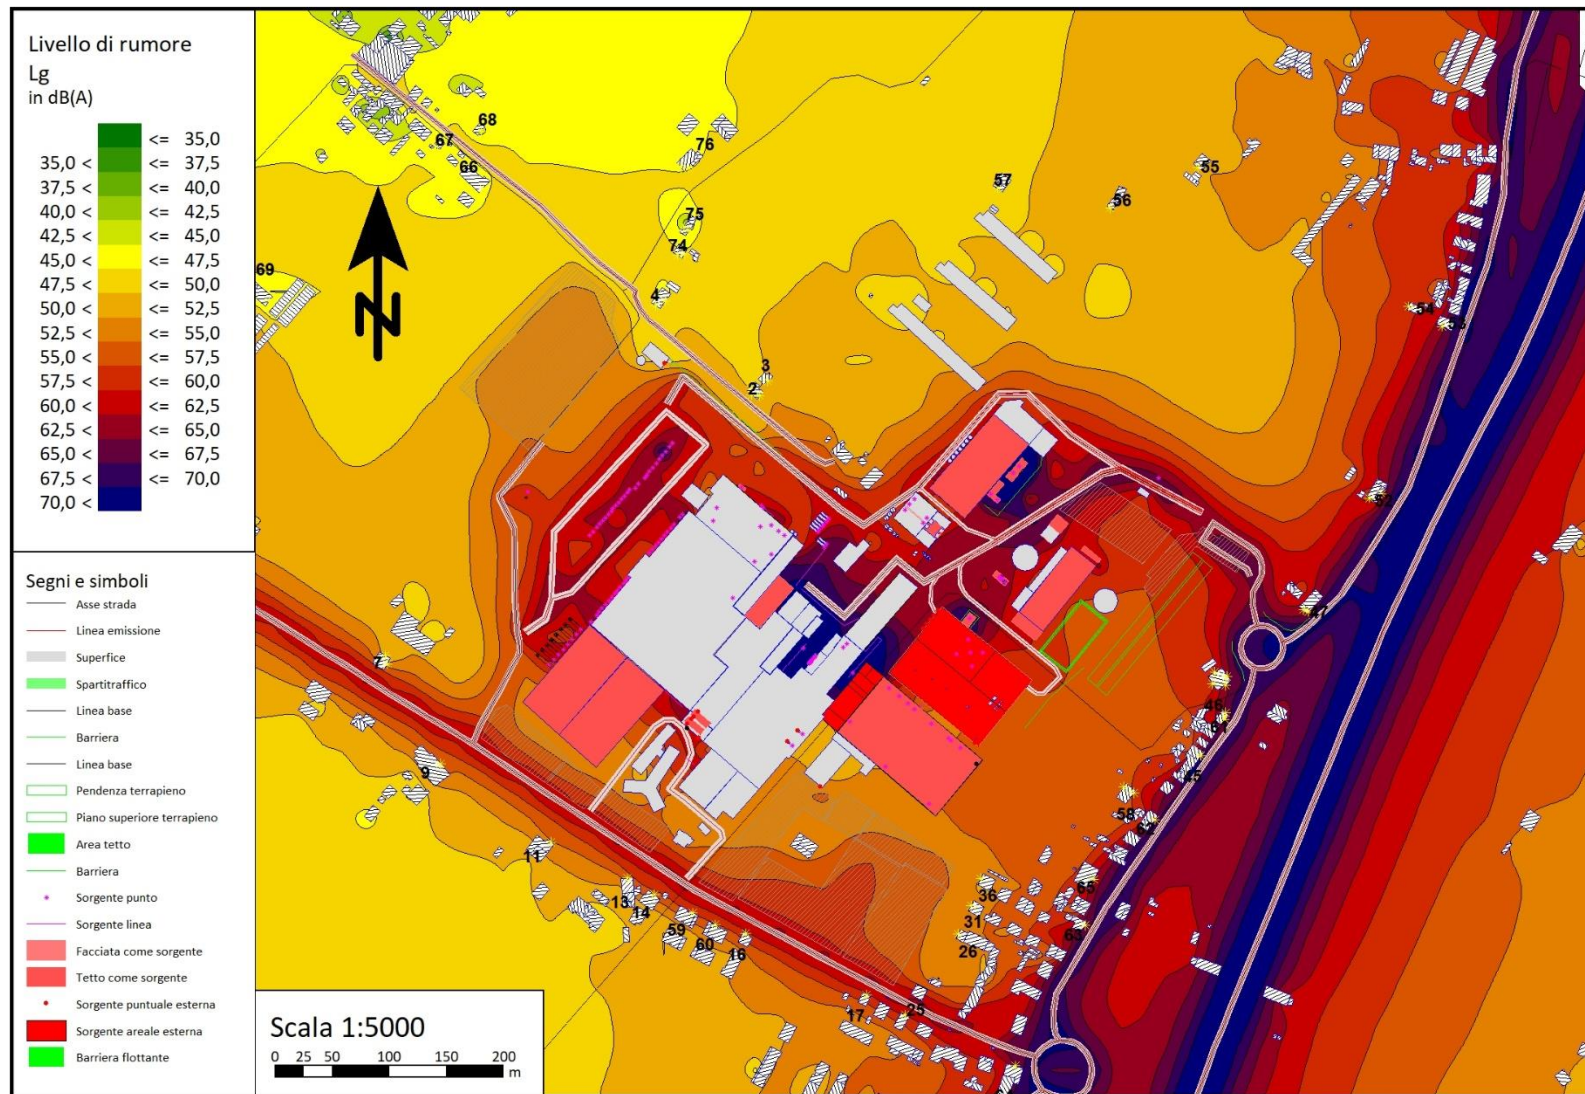 Livello di rumore
Lg
in dB(A)
<= 35,0
35,0 < <= 37,5
37,5 < <= 40,0
40,0 < <= 42,5
42,5 < <= 45,0
45,0 < <= 47,5
47,5 < <= 50,0
50,0 < <= 52,5
52,5 < <= 55,0
55,0 < <= 57,5
57,5 < <= 60,0
60,0 < <= 62,5
62,5 < <= 65,0
65,0 < <= 67,5
67,5 < <= 70,0
70,0 <
Segni e simboli
Asse strada
Linea emissione
Superfice
Spartitraffico
Linea base
Barriera
Linea base
Pendenza terrapieno
Piano superiore terrapieno
Area tetto
Barriera
Sorgente punto
Sorgente linea
Facciata come sorgente
Tetto come sorgente
Sorgente puntuale esterna
Sorgente areale esterna
Barriera flottante
N
68
67
66
76
75
74
69
4
3
2
57
56
55
54
52
47
46
7
9
11
13
14
59
60
16
17
25
26
31
36
58
62
65
Scala 1:5000
0 25 50 100 150 200
m